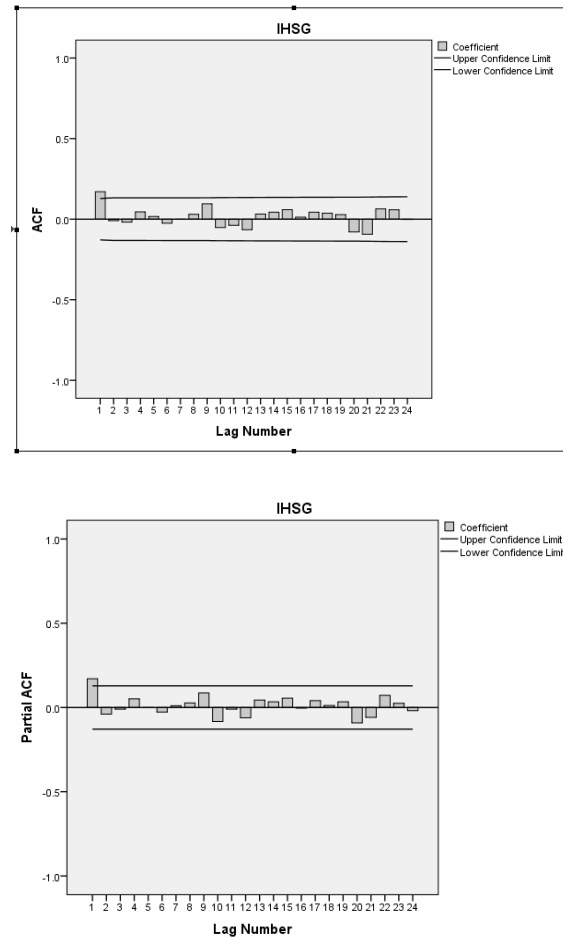 IHSG
Coefficient
Upper Confidence Limit
Lower Confidence Limit
1.0
0.5
0.0
-0.5
-1.0
ACF
1 2 3 4 5 6 7 8 9 10 11 12 13 14 15 16 17 18 19 20 21 22 23 24
Lag Number
IHSG
Coefficient
Upper Confidence Limit
Lower Confidence Limit
1.0
0.5
0.0
-0.5
-1.0
Partial ACF
1 2 3 4 5 6 7 8 9 10 11 12 13 14 15 16 17 18 19 20 21 22 23 24
Lag Number